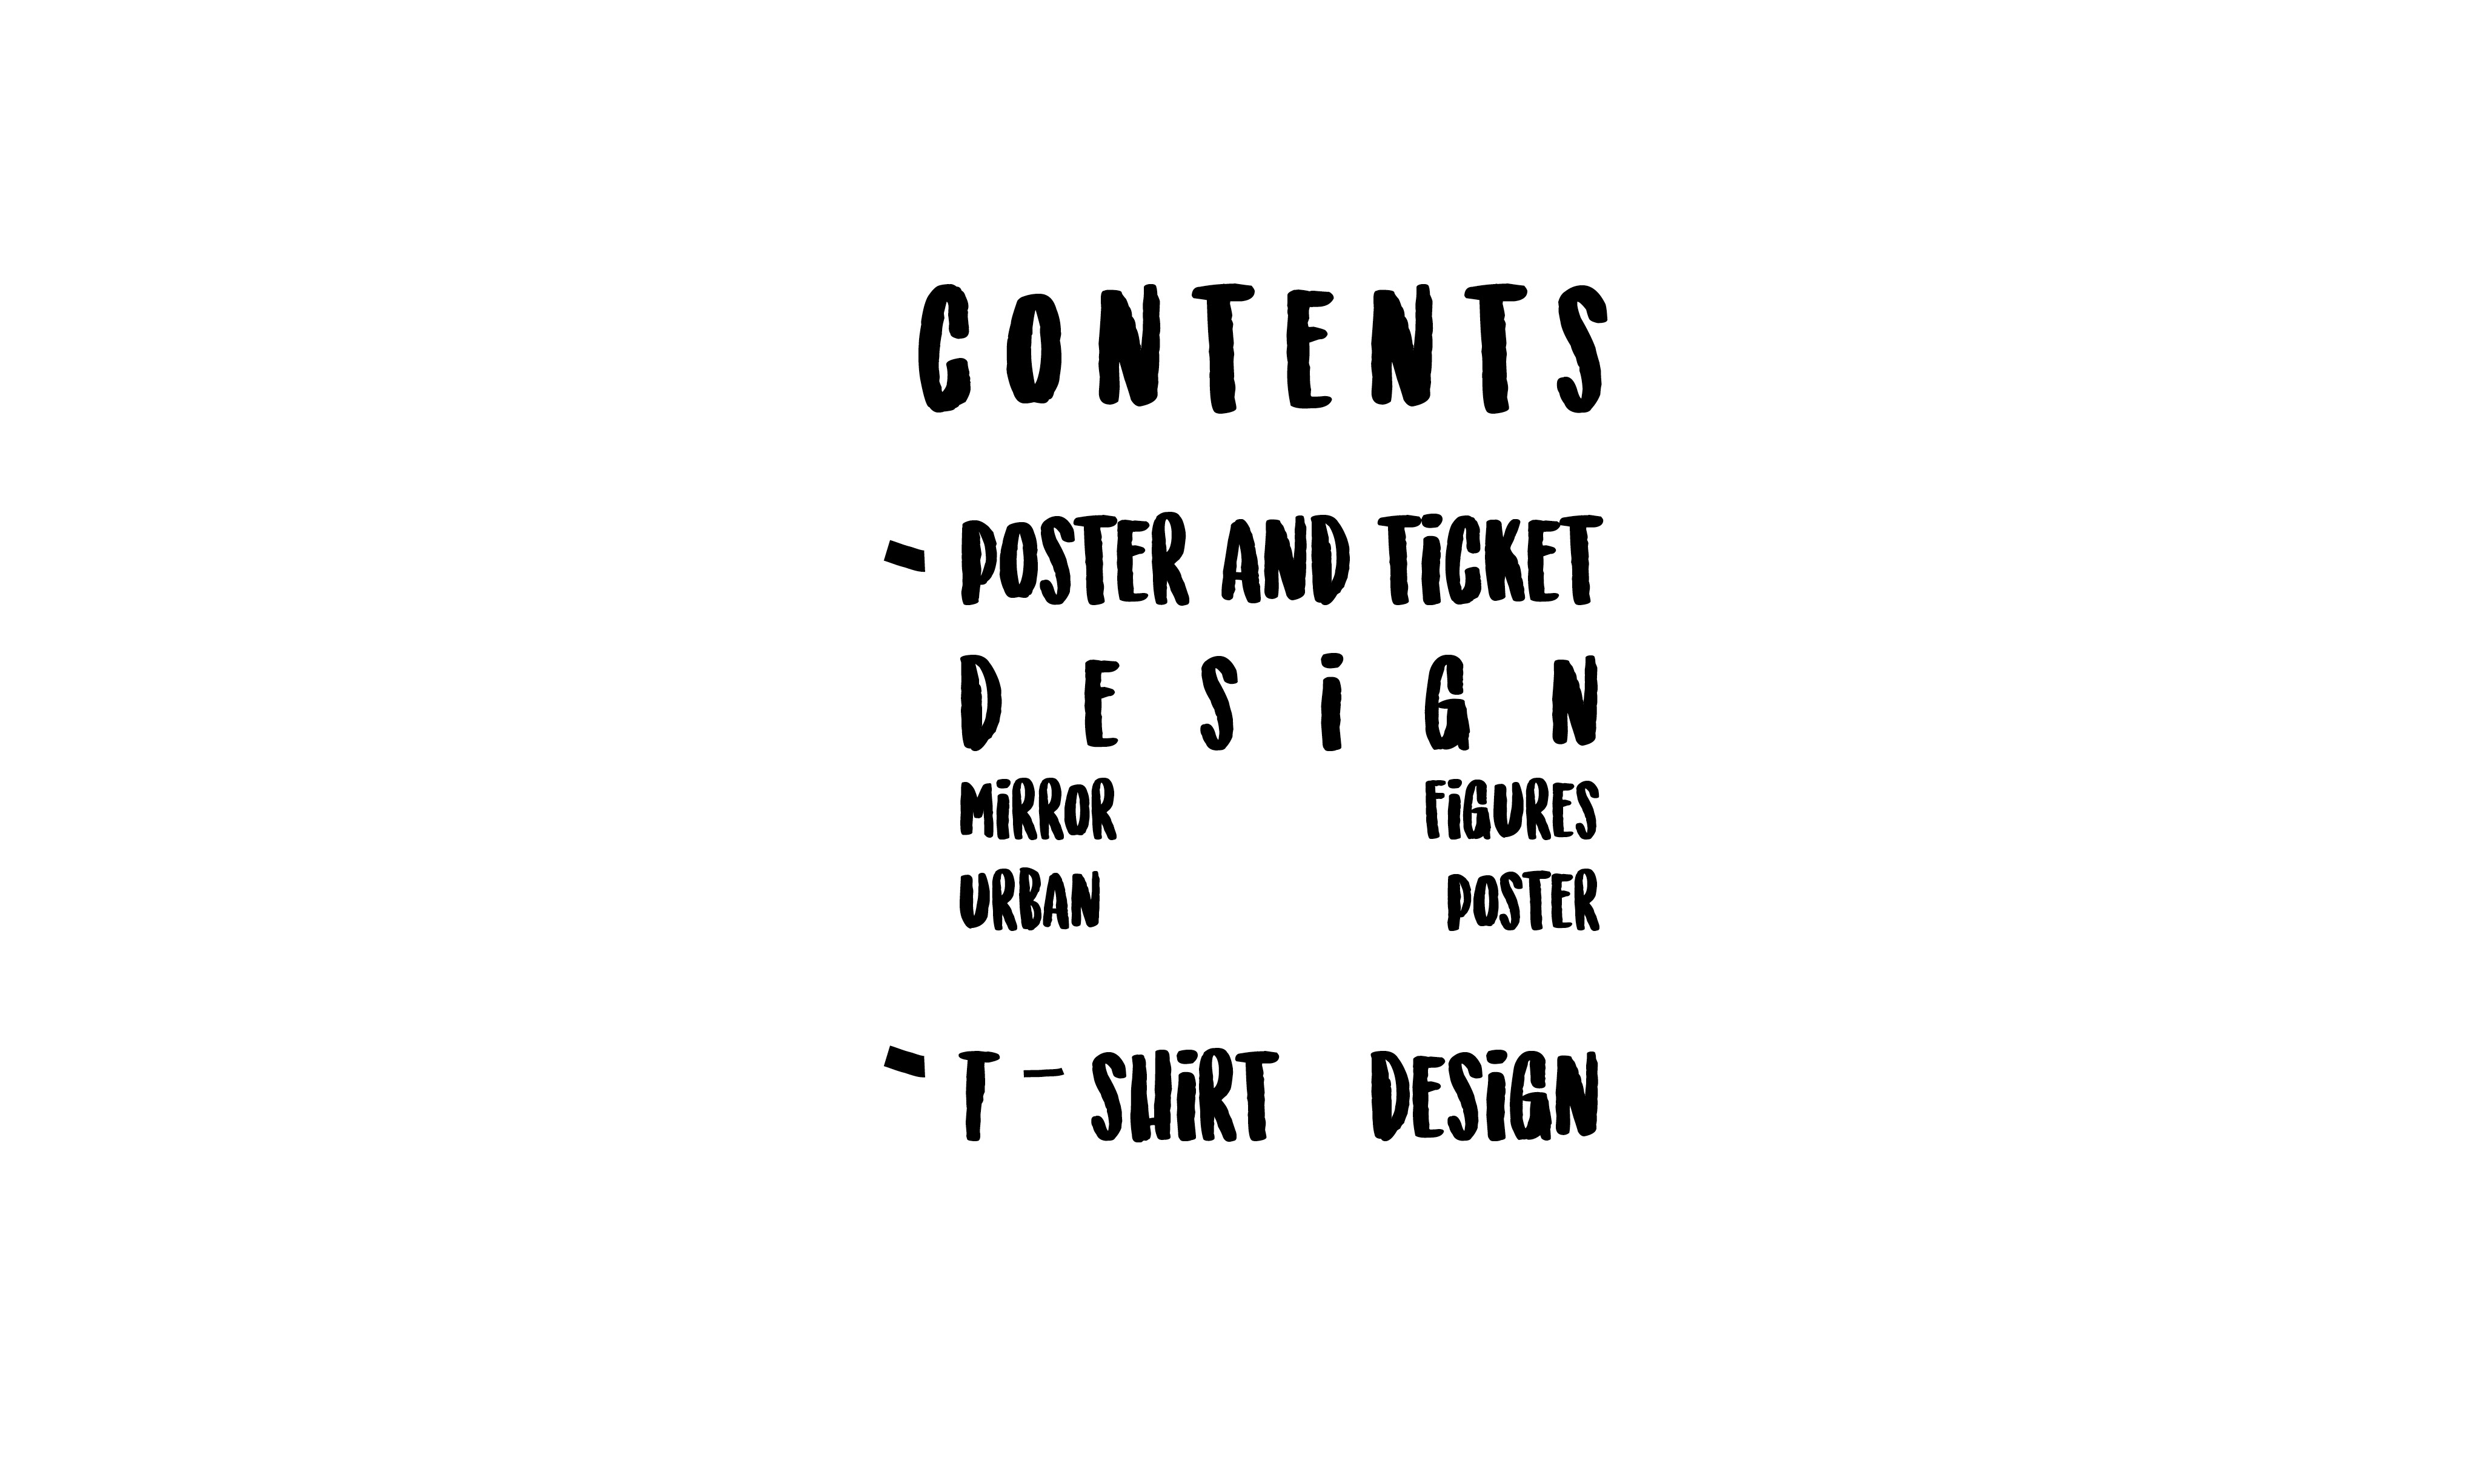 CONTENTS
- POSTER AND TiCKET
DESiGN
MiRROR FiGURES
URBAN POSTER
- T-SHiRT DESiGN